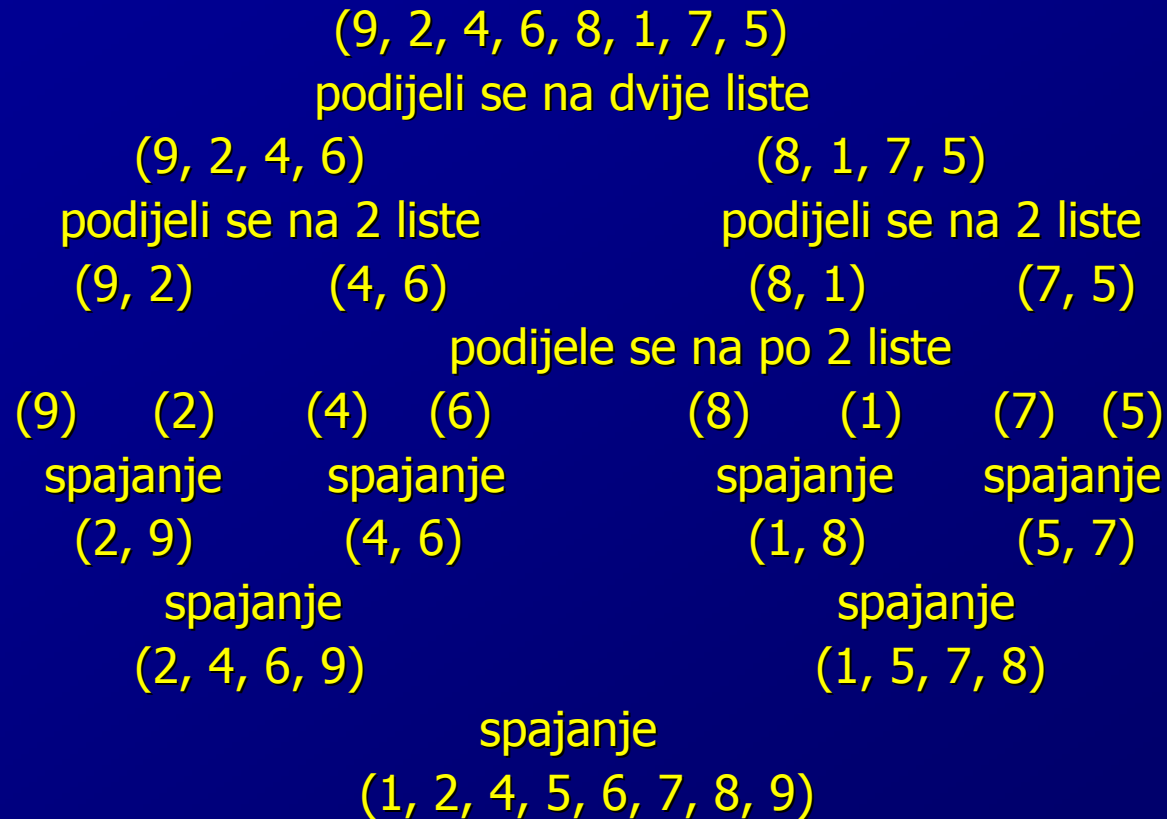 (9, 2, 4, 6, 8, 1, 7, 5)
podijeli se na dvije liste
(9, 2, 4, 6) (8, 1, 7, 5)
podijeli se na 2 liste podijeli se na 2 liste
(9, 2) (4, 6) (8, 1) (7, 5)
podijele se na po 2 liste
(9) (2) (4) (6) (8) (1) (7) (5)
spajanje spajanje spajanje spajanje
(2, 9) (4, 6) (1, 8) (5, 7)
spajanje spajanje
(2, 4, 6, 9) (1, 5, 7, 8)
spajanje
(1, 2, 4, 5, 6, 7, 8, 9)